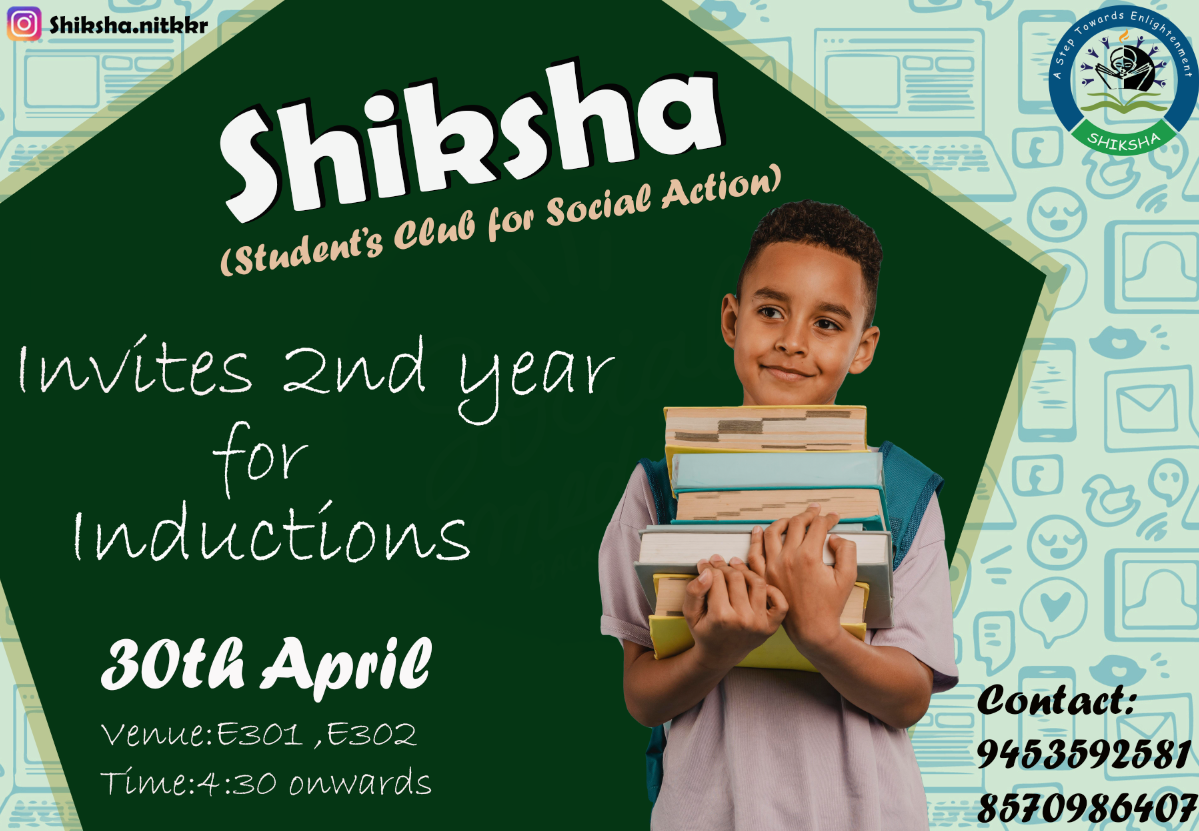 Shiksha.nitkkr
A Step Towards Enlightenment
SHIKSHA
Shiksha
(Student's Club for Social Action)
Invites 2nd year
for
Inductions
30th April
Venue:E301 ,E302
Time:4:30 onwards
Contact:
9453592581
8570986407